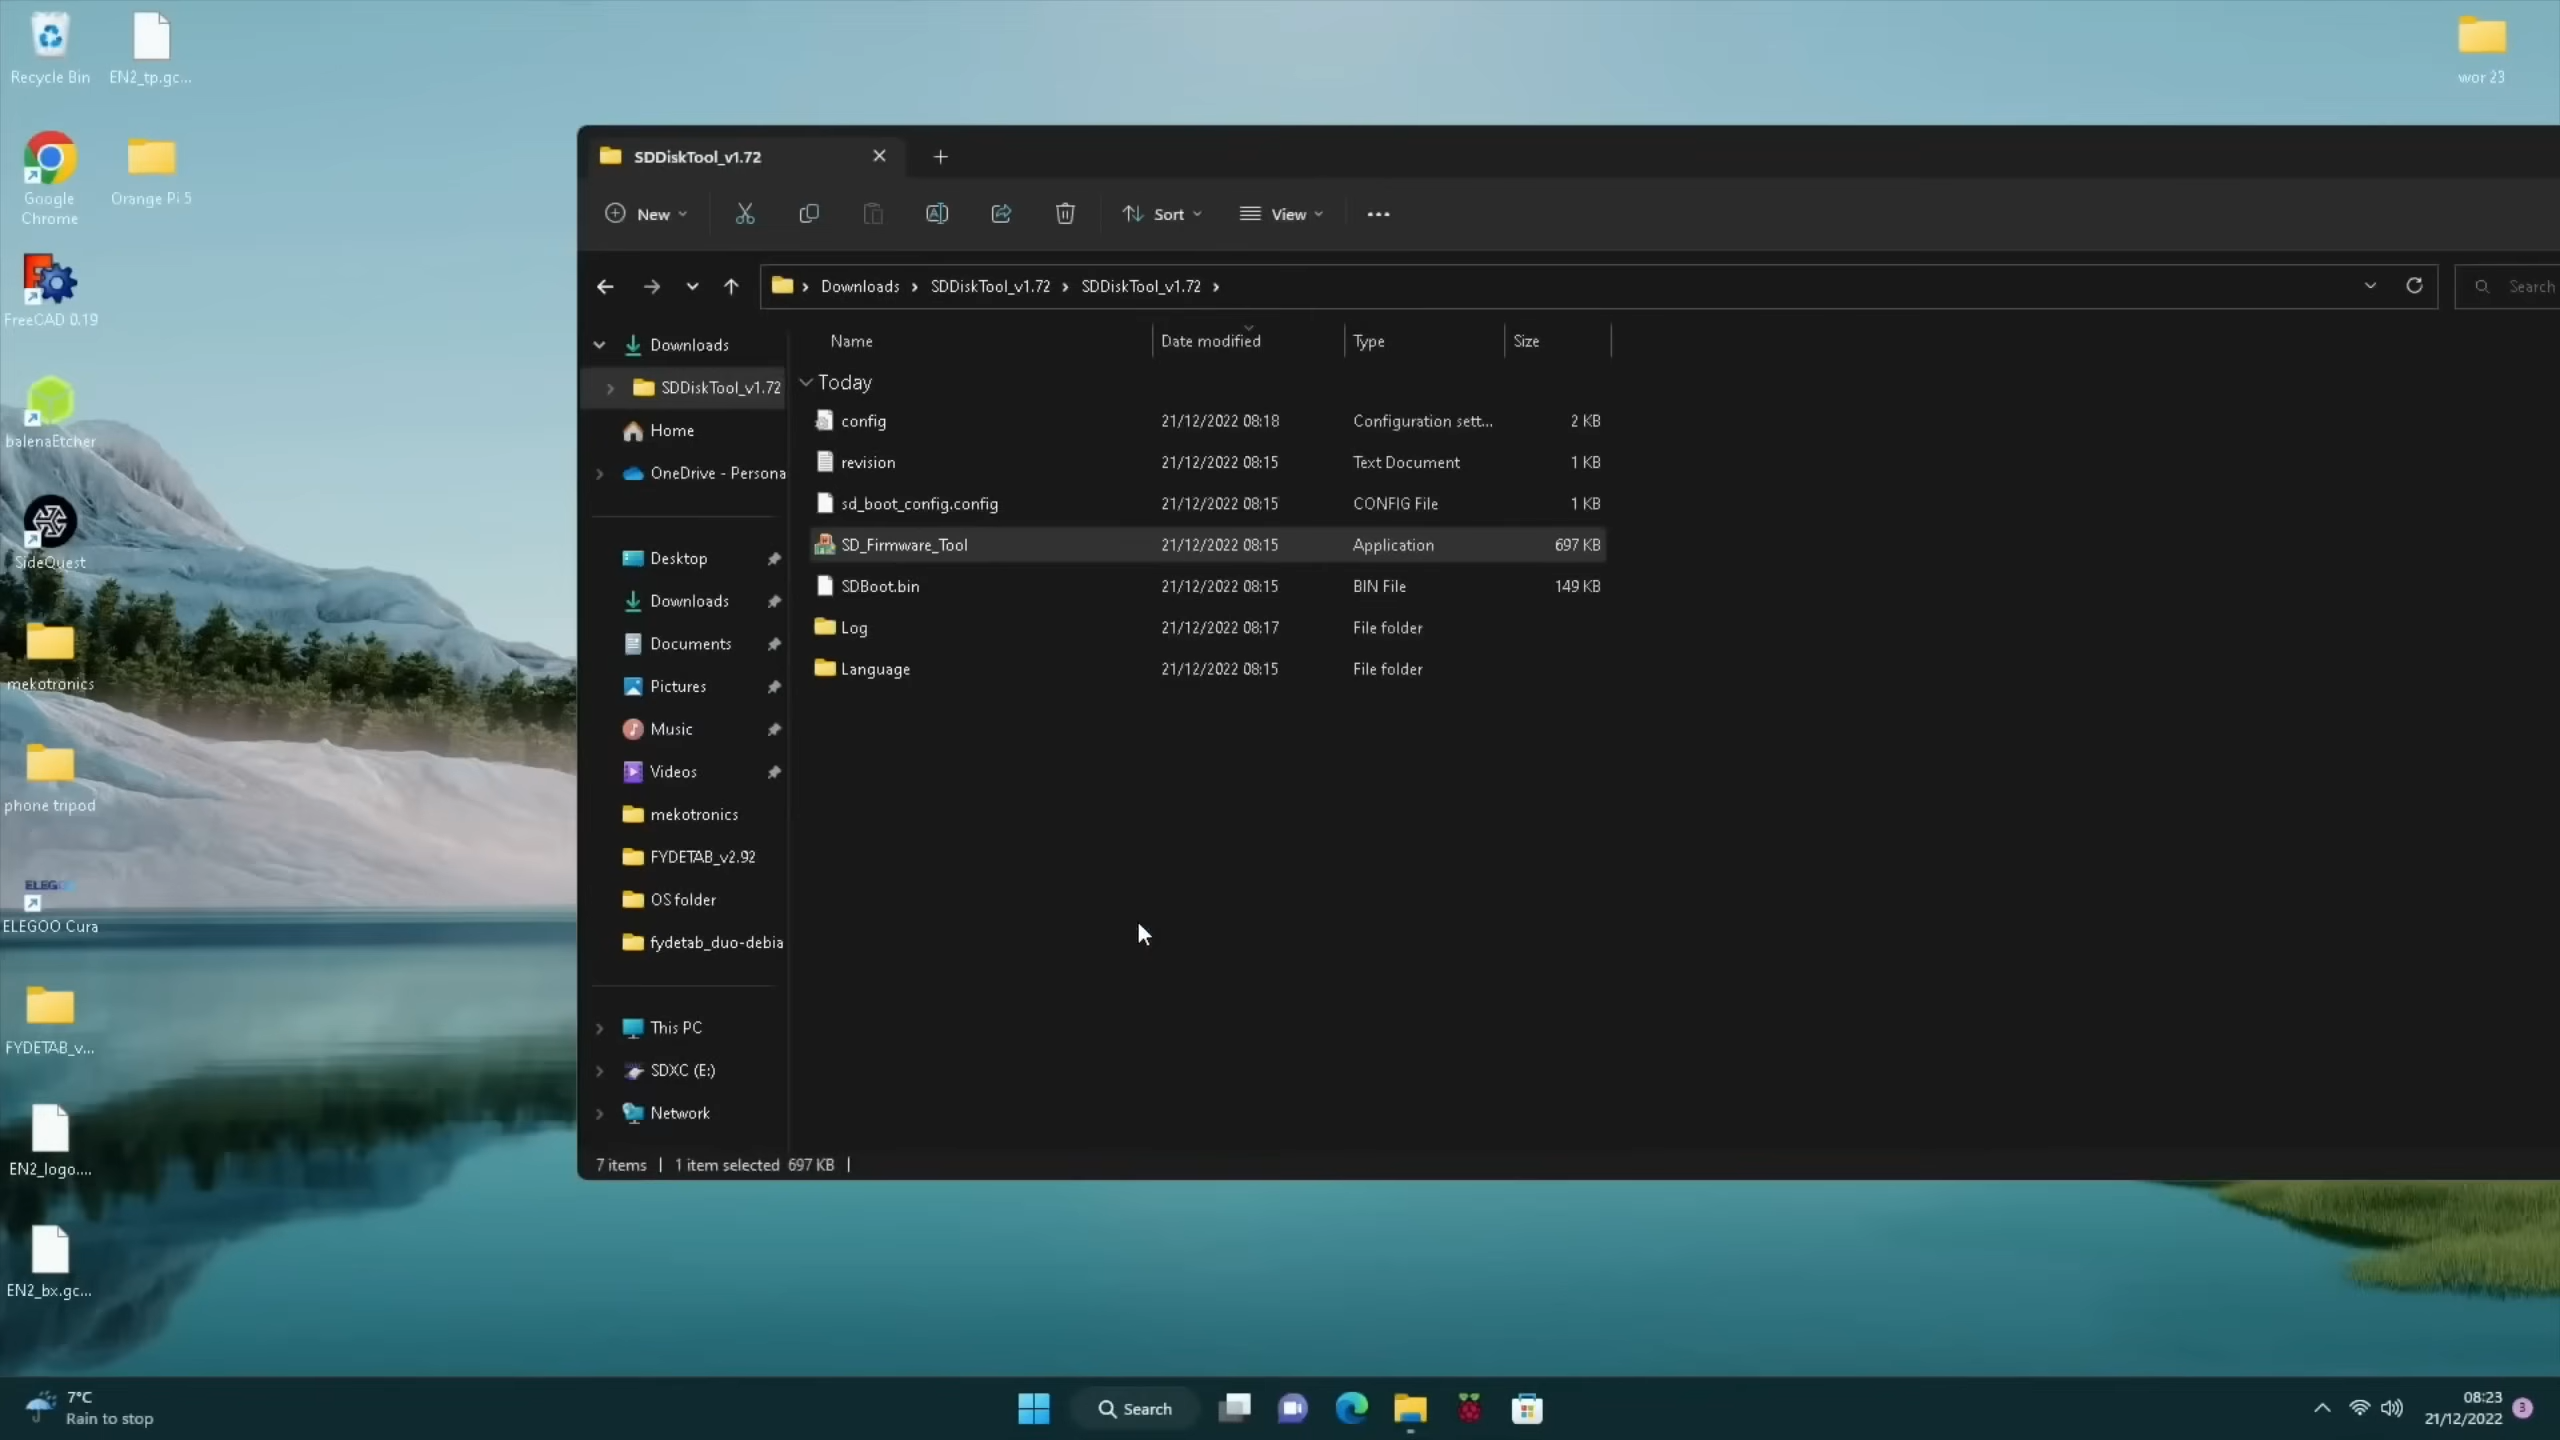 Recycle Bin
EN2_tp.gc...
Google
Chrome
Orange Pi 5
FreeCAD 0.19
balenaEtcher
SideQuest
mekotronics
phone tripod
ELEGOO Cura
FYDETAB_v...
EN2_logo....
EN2_bx.gc...
wor 23
SDDiskTool_v1.72
New
Sort
View
Downloads
SDDiskTool_v1.72
SDDiskTool_v1.72
Search
Downloads
SDDiskTool_v1.72
Home
OneDrive - Persona
Desktop
Downloads
Documents
Pictures
Music
Videos
mekotronics
FYDETAB_v2.92
OS folder
fydetab_duo-debia
This PC
SDXC (E:)
Network
Name Date modified Type Size
Today
config 21/12/2022 08:18 Configuration sett... 2 KB
revision 21/12/2022 08:15 Text Document 1 KB
sd_boot_config.config 21/12/2022 08:15 CONFIG File 1 KB
SD_Firmware_Tool 21/12/2022 08:15 Application 697 KB
SDBoot.bin 21/12/2022 08:15 BIN File 149 KB
Log 21/12/2022 08:17 File folder
Language 21/12/2022 08:15 File folder
7 items 1 item selected 697 KB
7°C
Rain to stop
Search
08:23
21/12/2022
3